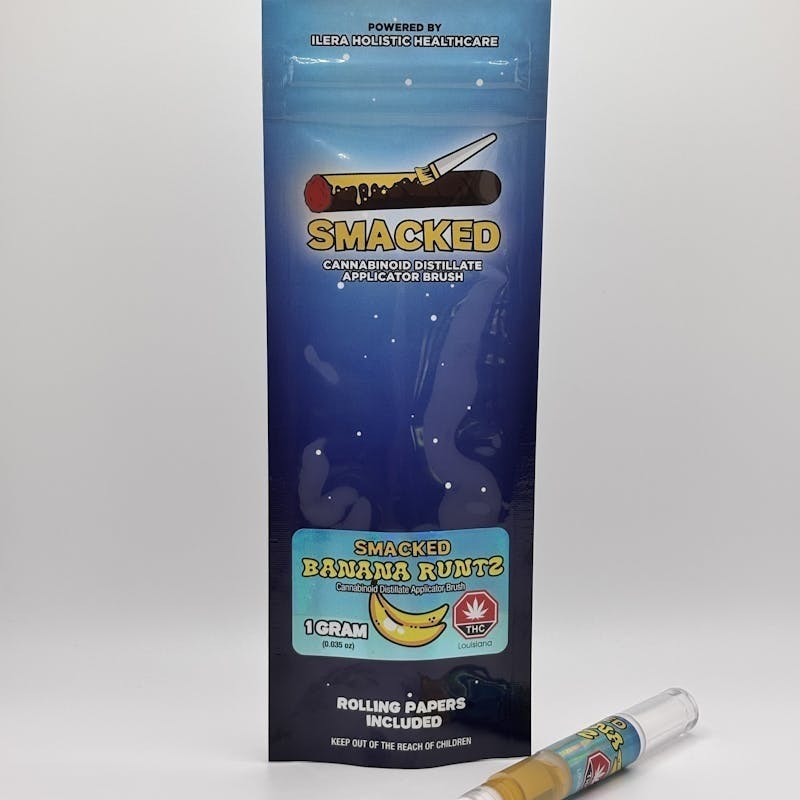 POWERED BY
ILERA HOLISTIC HEALTHCARE
SMACKED
CANNABINOID DISTILLATE
APPLICATOR BRUSH
SMACKED
BANANA RUNTZ
Cannabinoid Distillate Applicator Brush
1 GRAM
(0.035 oz)
THC
Louisiana
ROLLING PAPERS
INCLUDED
KEEP OUT OF THE REACH OF CHILDREN